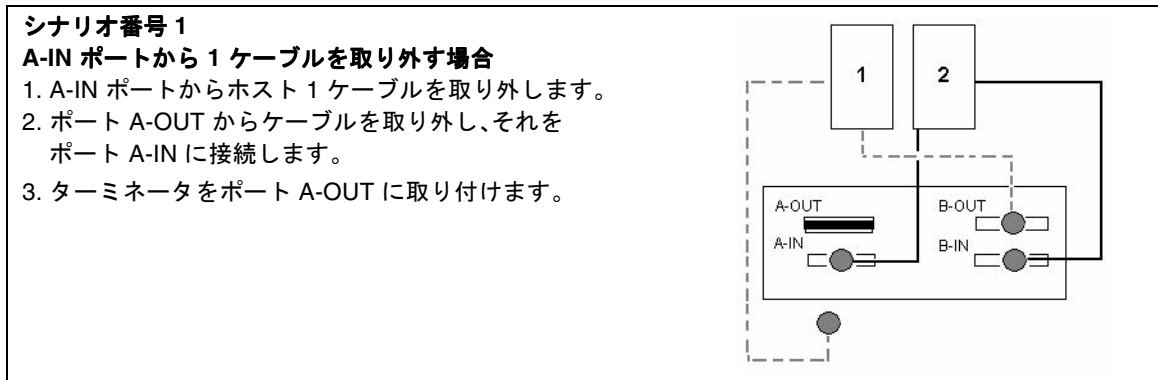 シナリオ番号 1
A-IN ポートから 1 ケーブルを取り外す場合
1. A-IN ポートからホスト 1 ケーブルを取り外します。
2. ポート A-OUT からケーブルを取り外し、それを
ポート A-IN に接続します。
3. ターミネータをポート A-OUT に取り付けます。
1
2
A-OUT
B-OUT
A-IN
B-IN